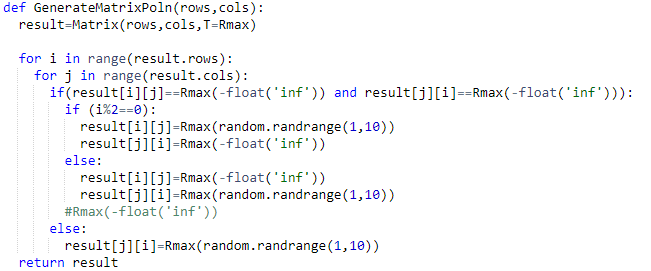 def GenerateMatrixPoln(rows,cols):
  result=Matrix(rows,cols,T=Rmax)

  for i in range(result.rows):
    for j in range(result.cols):
      if(result[i][j]==Rmax(-float('inf')) and result[j][i]==Rmax(-float('inf'))):
        if (i%2==0):
          result[i][j]=Rmax(random.randrange(1,10))
          result[j][i]=Rmax(-float('inf'))
        else:
          result[i][j]=Rmax(-float('inf'))
          result[j][i]=Rmax(random.randrange(1,10))
        #Rmax(-float('inf'))
      else:
        result[j][i]=Rmax(random.randrange(1,10))
  return result